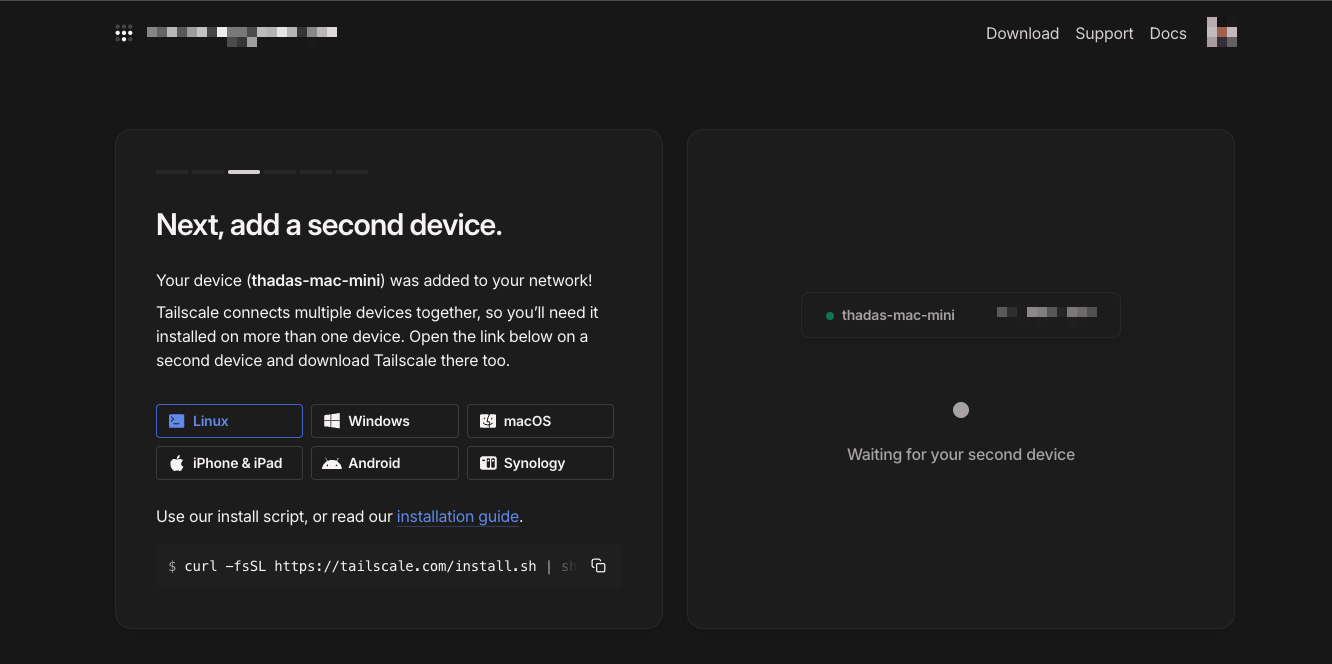 Download Support Docs
Next, add a second device.
Your device (thadas-mac-mini) was added to your network!
Tailscale connects multiple devices together, so you’ll need it
installed on more than one device. Open the link below on a
second device and download Tailscale there too.
Linux Windows macOS
iPhone & iPad Android Synology
Use our install script, or read our installation guide.
$ curl -fsSL https://tailscale.com/install.sh | sh
thadas-mac-mini
Waiting for your second device